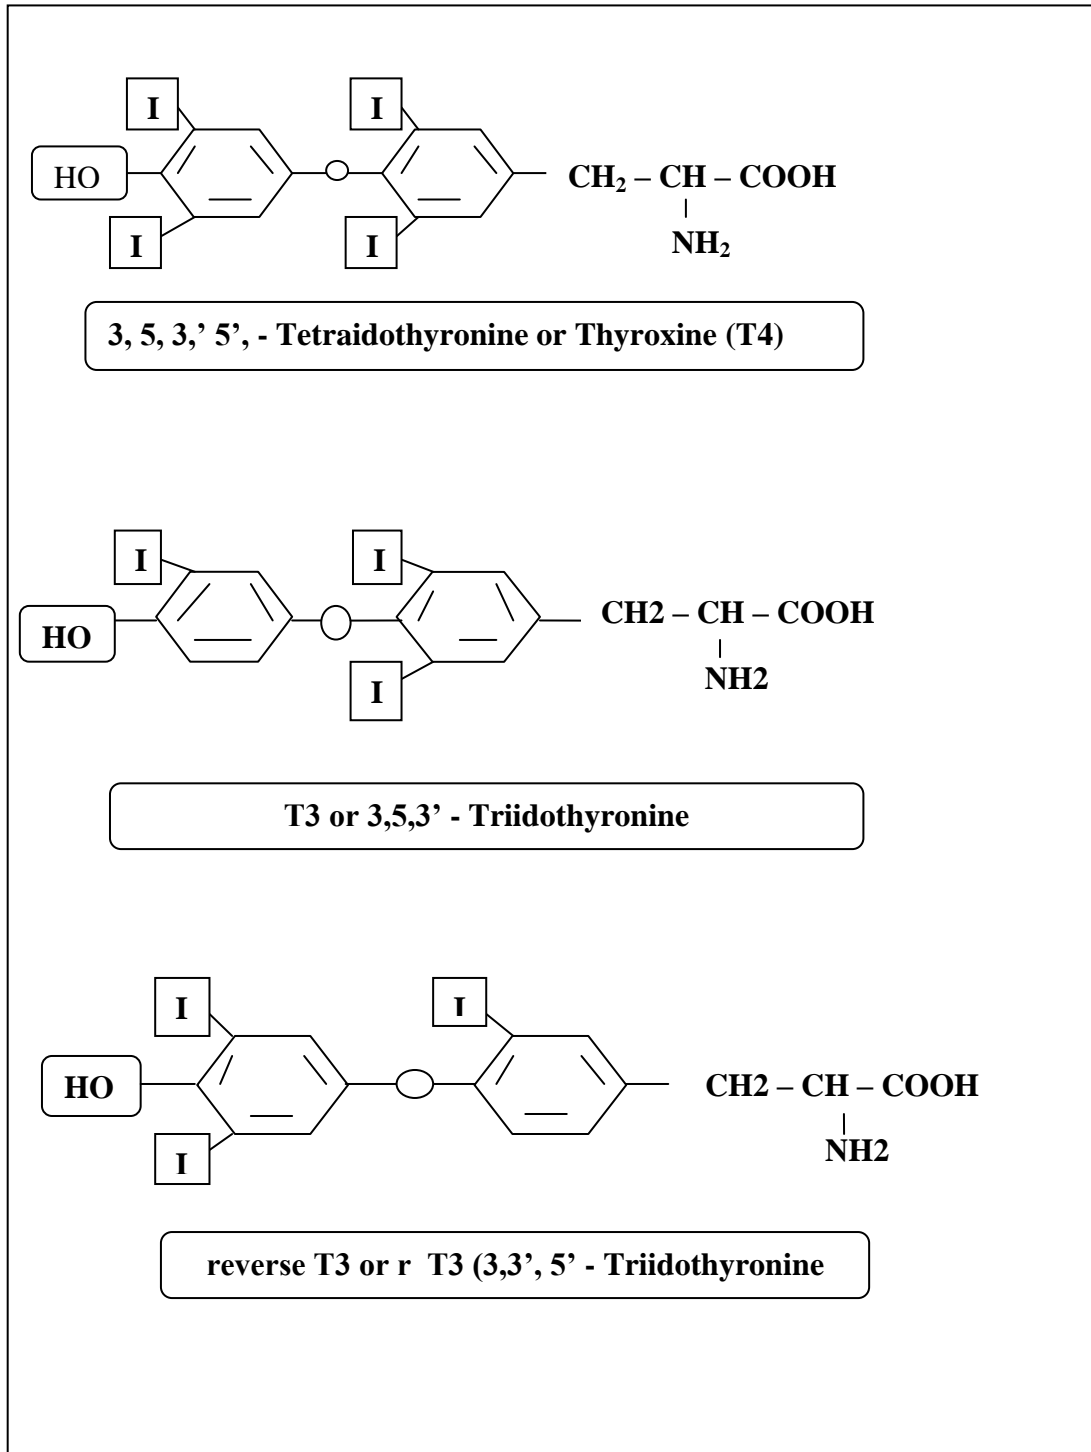 I I
HO CH₂ – CH – COOH
I I NH₂
3, 5, 3,’ 5’, - Tetraidothyronine or Thyroxine (T4)
I I
HO CH2 – CH – COOH
I NH2
T3 or 3,5,3’ - Triidothyronine
I I
HO CH2 – CH – COOH
I NH2
reverse T3 or r T3 (3,3’, 5’ - Triidothyronine